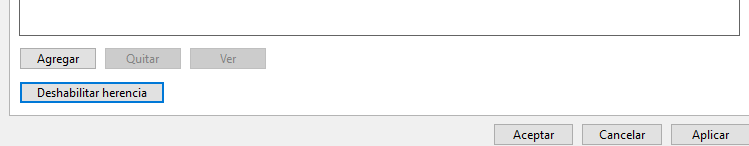 Agregar Quitar Ver
Deshabilitar herencia
Aceptar Cancelar Aplicar